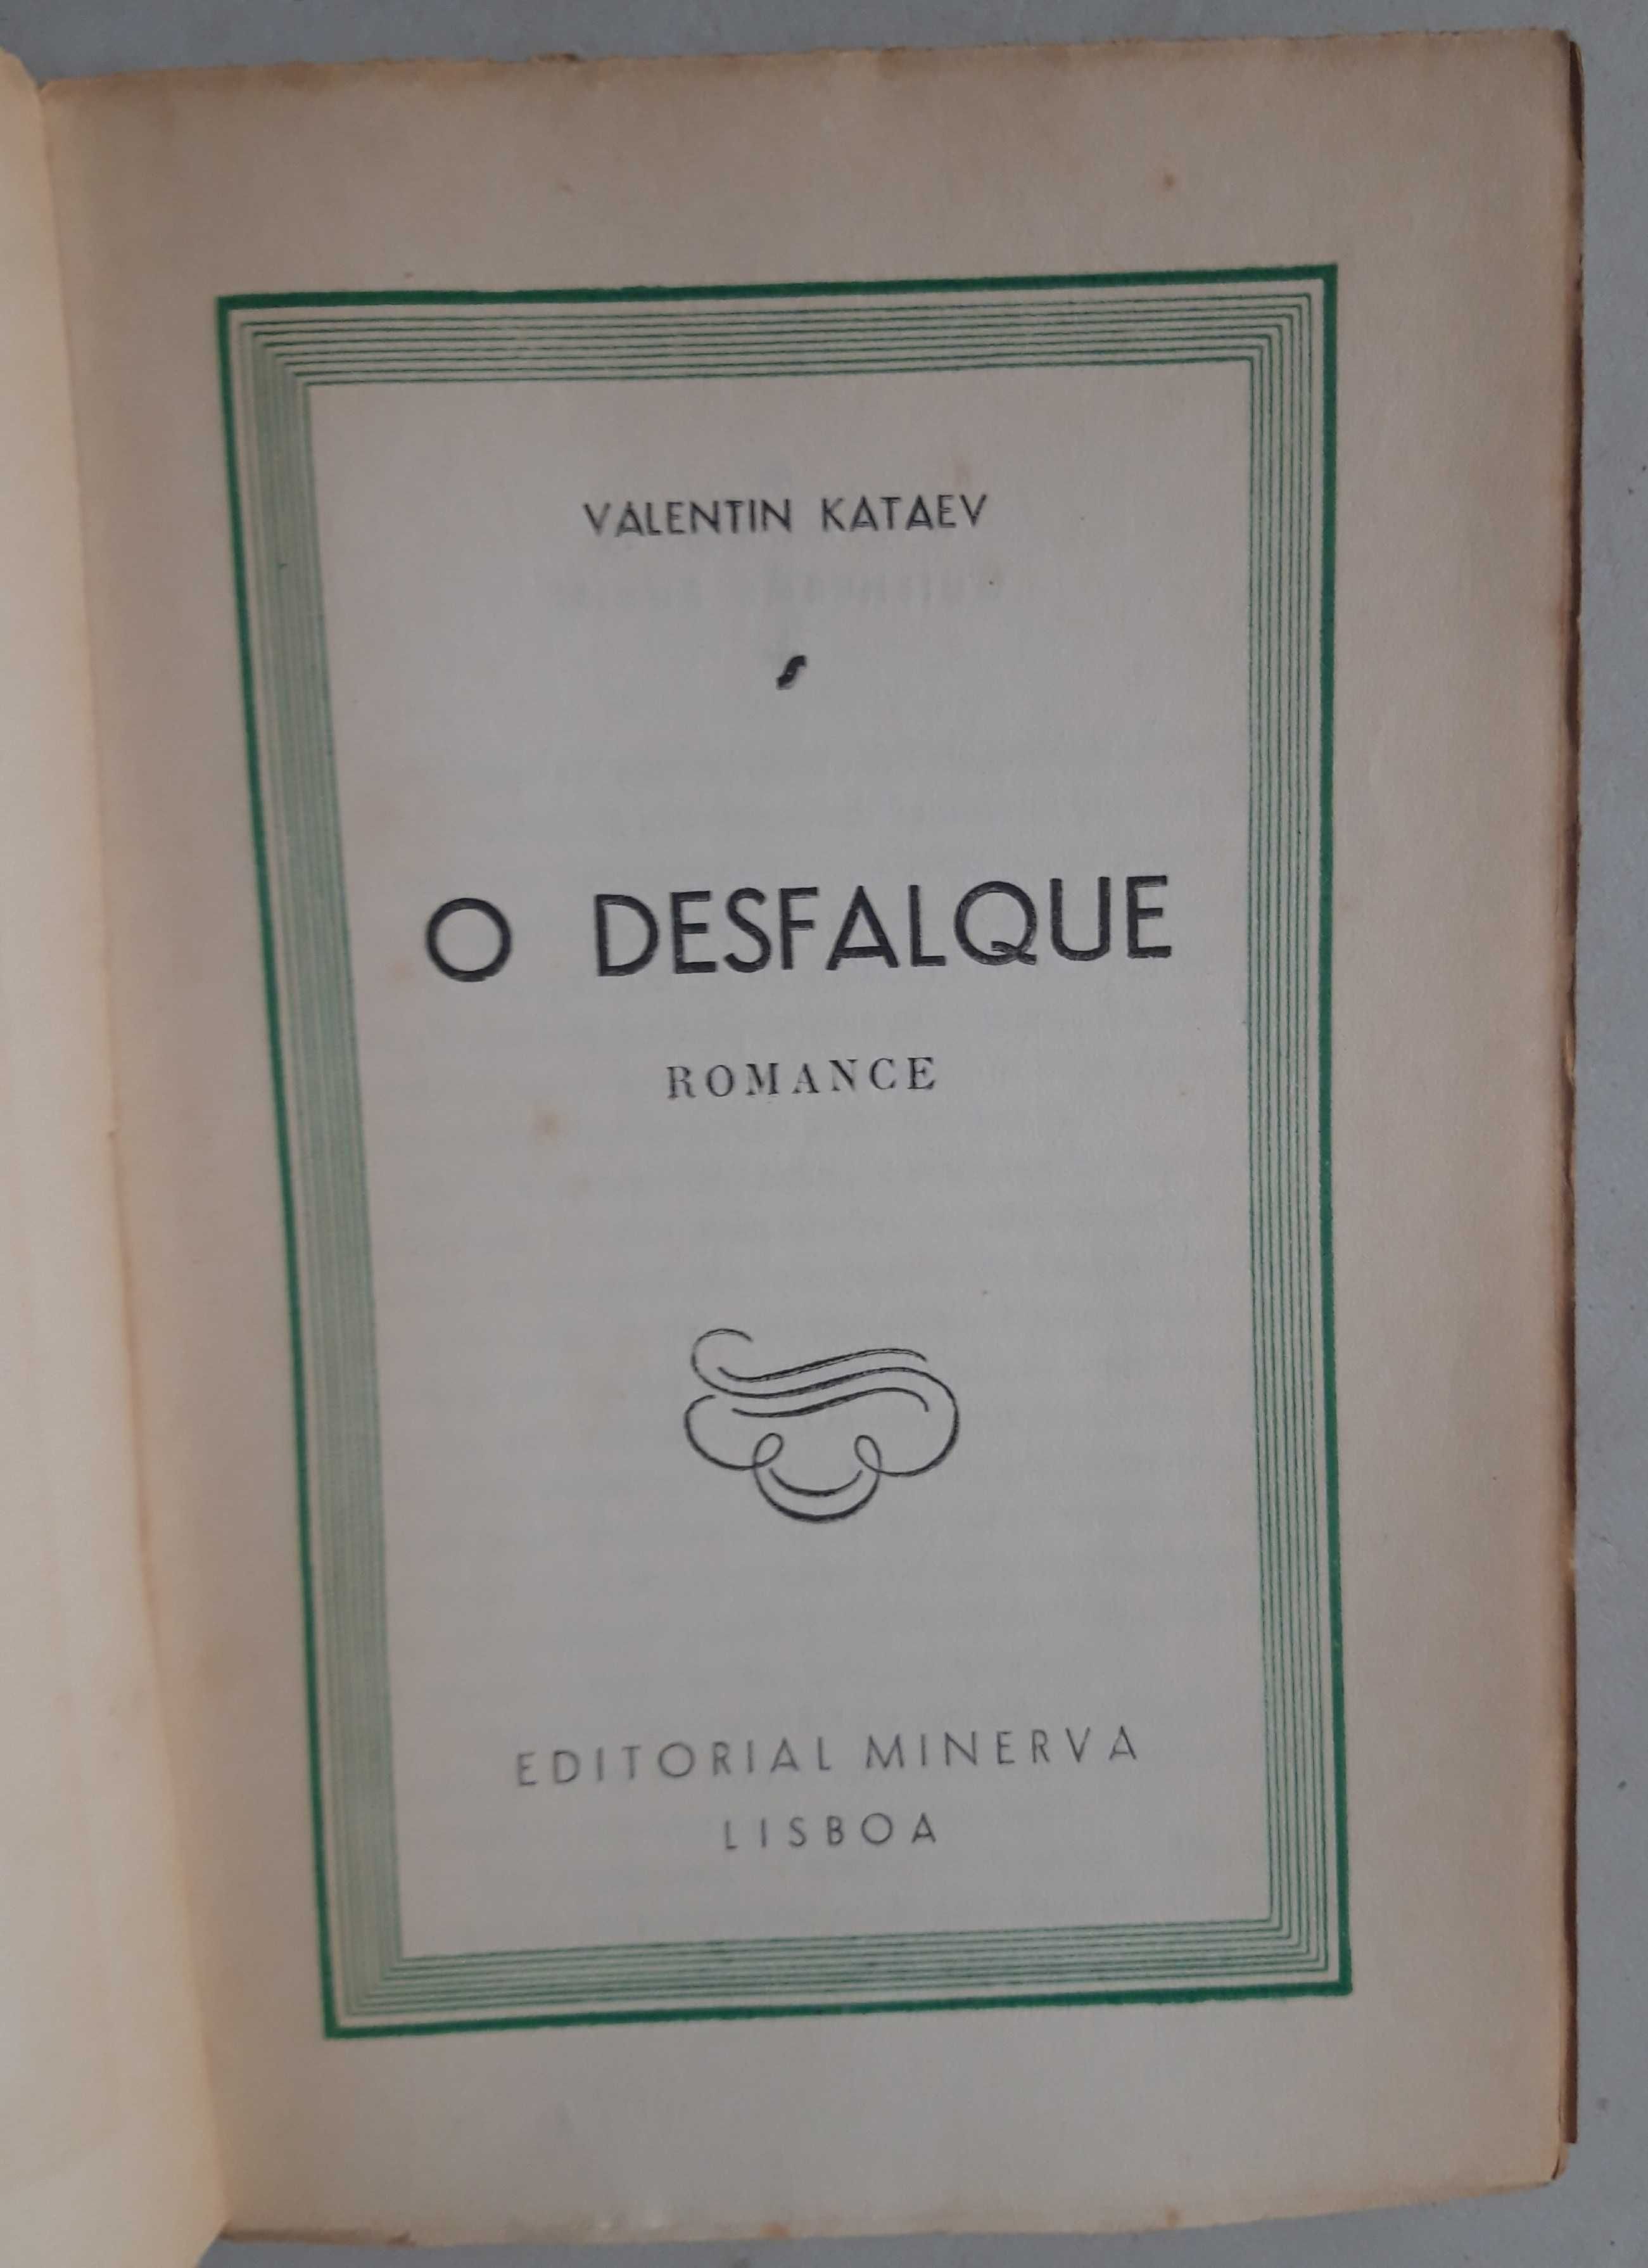 VALENTIN KATAEV
O DESFALQUE
ROMANCE
EDITORIAL MINERVA
LISBOA